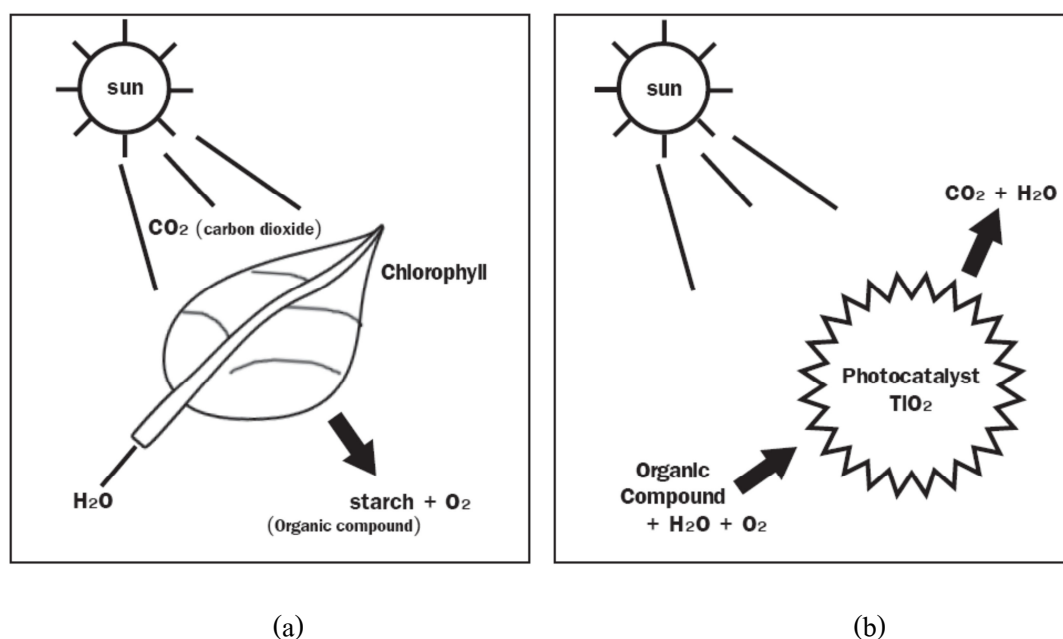 sun
CO₂ (carbon dioxide)
Chlorophyll
H₂O
starch + O₂
(Organic compound)
(a)
sun
CO₂ + H₂O
Photocatalyst
TIO₂
Organic
Compound
+ H₂O + O₂
(b)